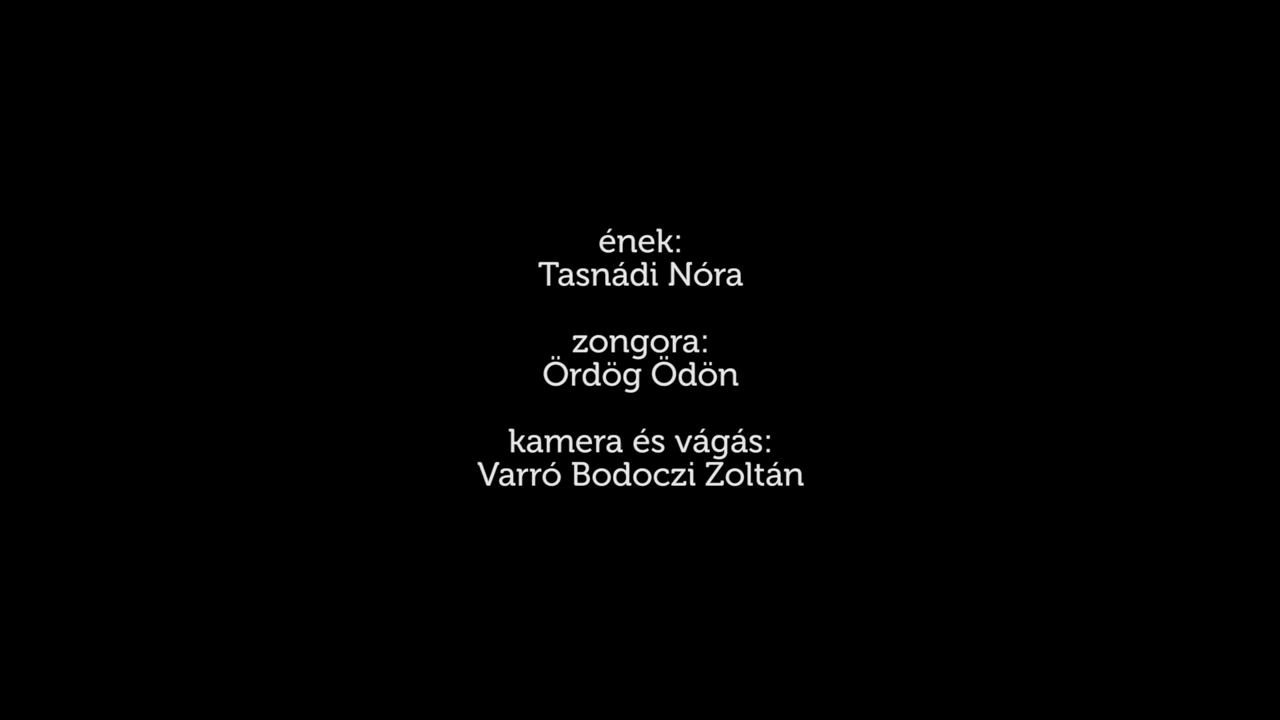 ének:
Tasnádi Nóra
zongora:
Ördög Ödön
kamera és vágás:
Varró Bodoczi Zoltán